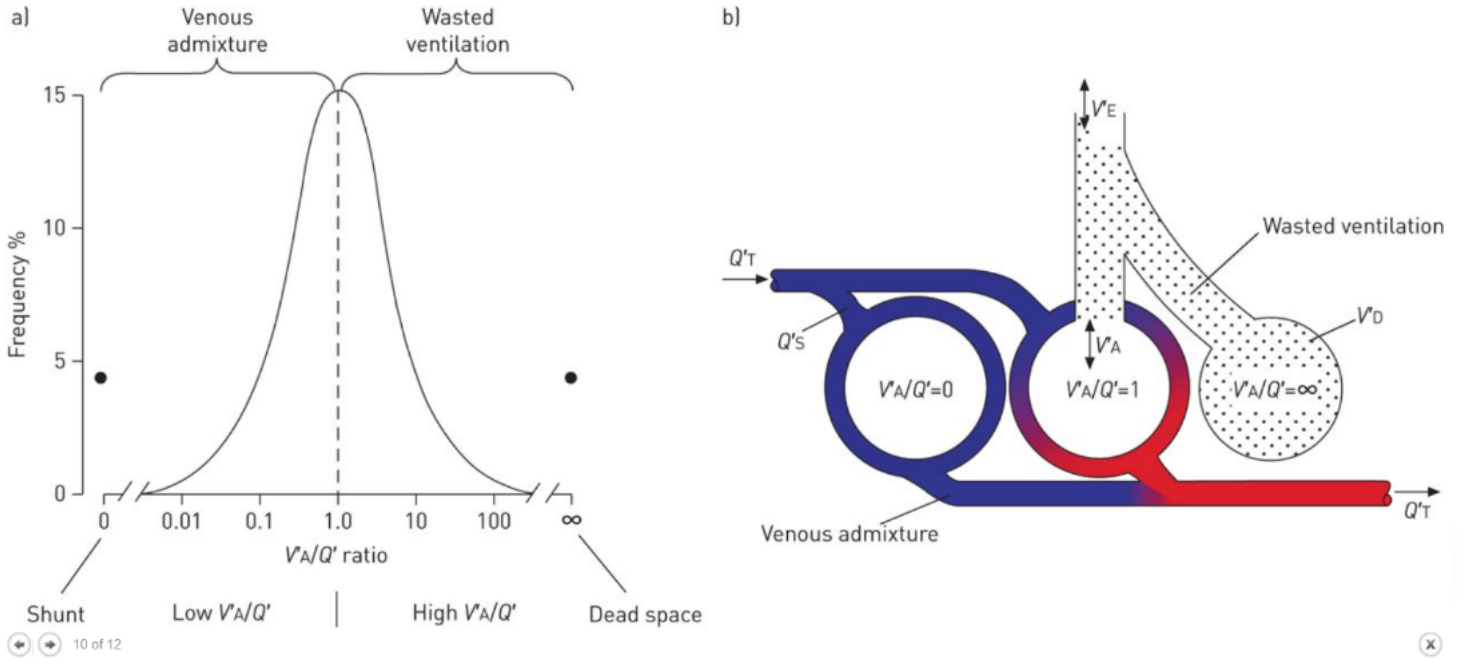 a)
Venous
admixture
Wasted
ventilation
15
10
5
0
Frequency %
0
0.01
0.1
1.0
10
100
∞
V'A/Q' ratio
Shunt
Low V'A/Q'
High V'A/Q'
Dead space
b)
V'E
Wasted ventilation
Q'T
Q'S
V'A
V'D
V'A/Q'=0
V'A/Q'=1
V'A/Q'=∞
Venous admixture
Q'T
10 of 12
X